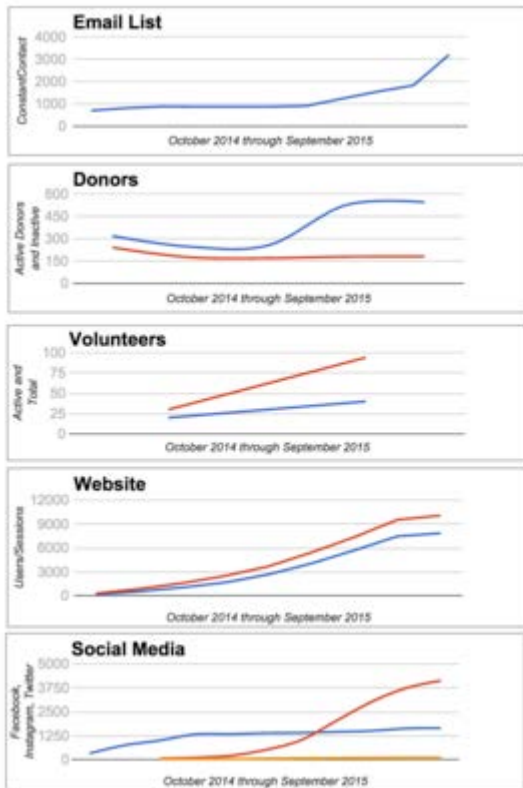 Email List
ConstantContact
4000
3000
2000
1000
0
October 2014 through September 2015
Donors
Active Donors
and Inactive
600
450
300
150
0
October 2014 through September 2015
Volunteers
Active and
Total
100
75
50
25
0
October 2014 through September 2015
Website
Users/Sessions
12000
9000
6000
3000
0
October 2014 through September 2015
Social Media
Facebook,
Instagram, Twitter
5000
3750
2500
1250
0
October 2014 through September 2015